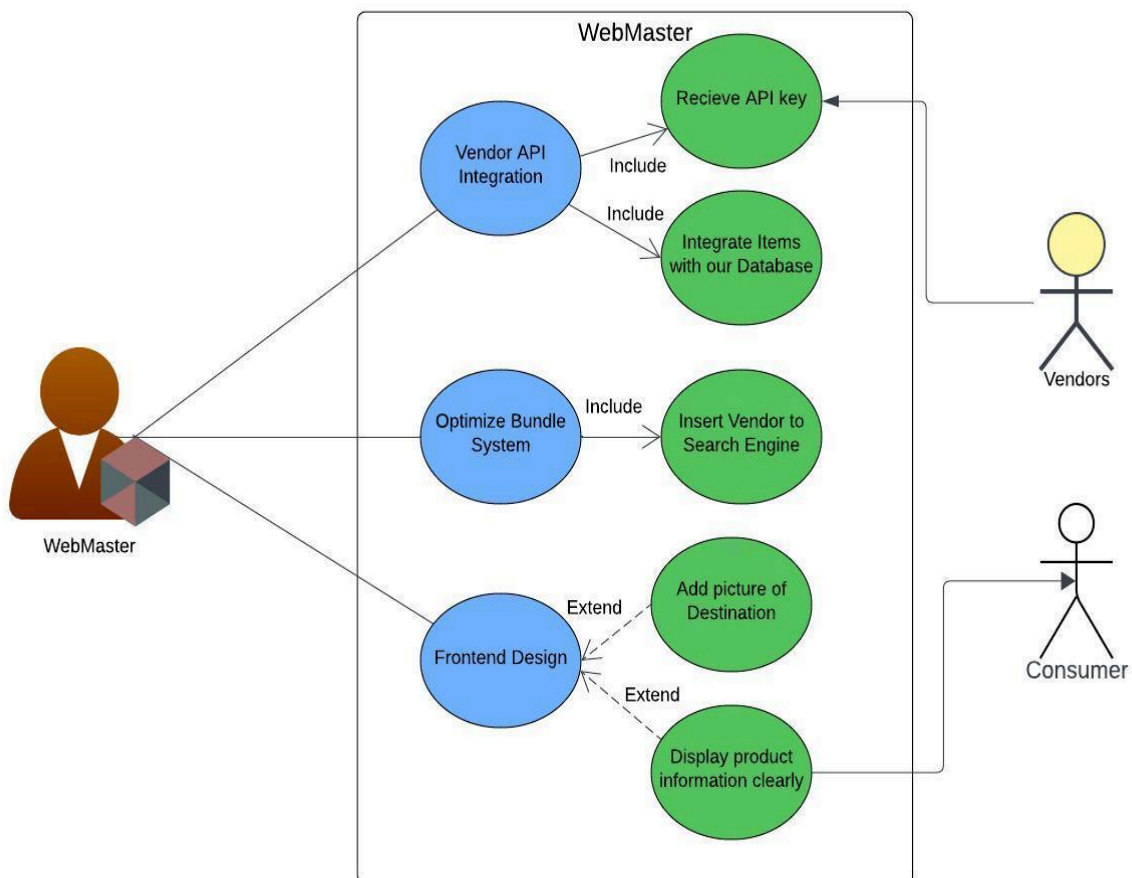 WebMaster
Recieve API key
Vendor API
Integration
Include
Include
Integrate Items
with our Database
Vendors
Optimize Bundle
System
Include
Insert Vendor to
Search Engine
WebMaster
Add picture of
Destination
Extend
Frontend Design
Extend
Consumer
Display product
information clearly